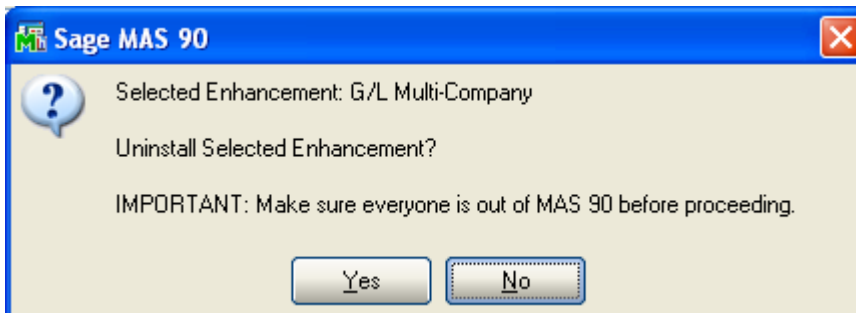 Sage MAS 90
Selected Enhancement: G/L Multi-Company
Uninstall Selected Enhancement?
IMPORTANT: Make sure everyone is out of MAS 90 before proceeding.
Yes No